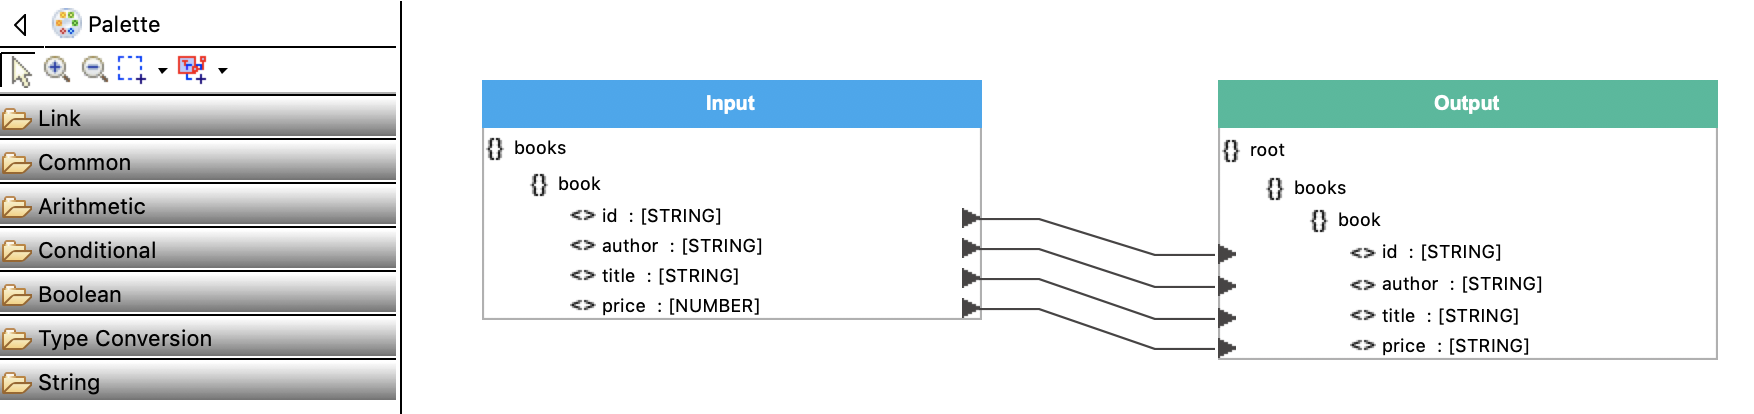 Palette
Link
Common
Arithmetic
Conditional
Boolean
Type Conversion
String
Input
{} books
{} book
<> id : [STRING]
<> author : [STRING]
<> title : [STRING]
<> price : [NUMBER]
Output
{} root
{} books
{} book
<> id : [STRING]
<> author : [STRING]
<> title : [STRING]
<> price : [STRING]